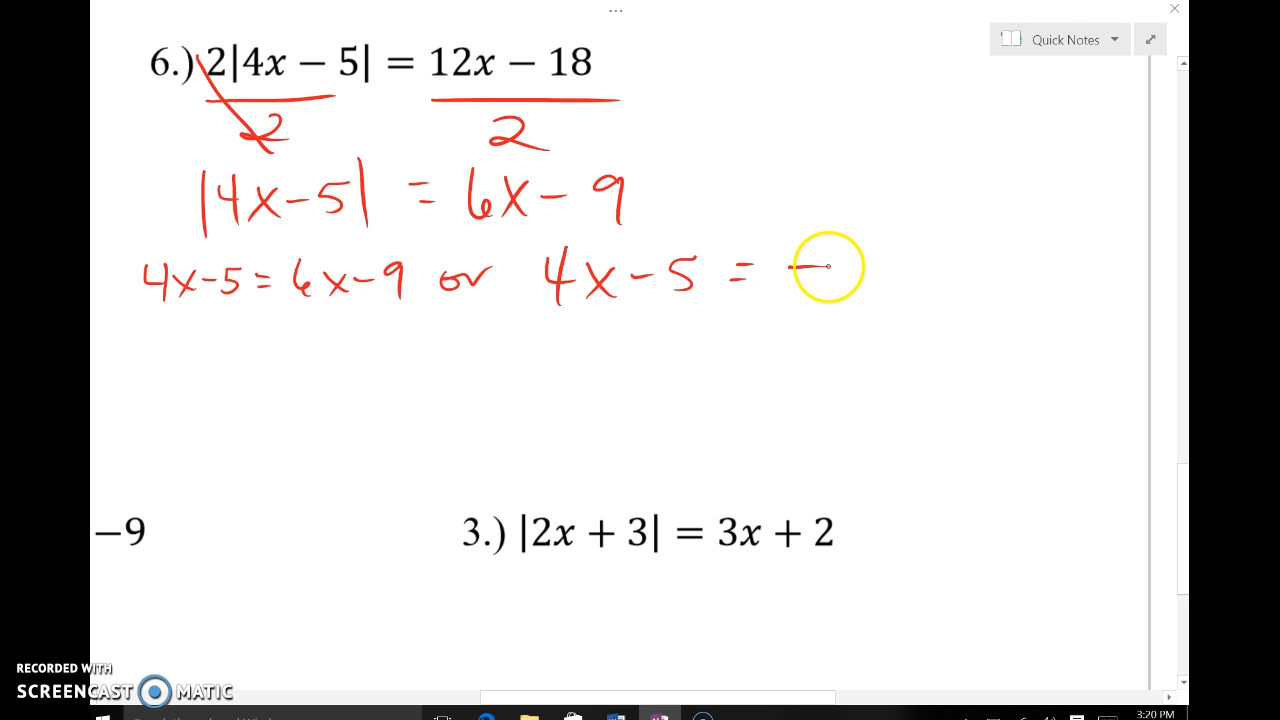 Quick Notes
6.) 2|4x − 5| = 12x − 18
2 2
|4x-5| = 6x-9
4x-5=6x-9 or 4x-5 = -
−9 3.) |2x + 3| = 3x + 2
RECORDED WITH
SCREENCAST MATIC
3:20 PM